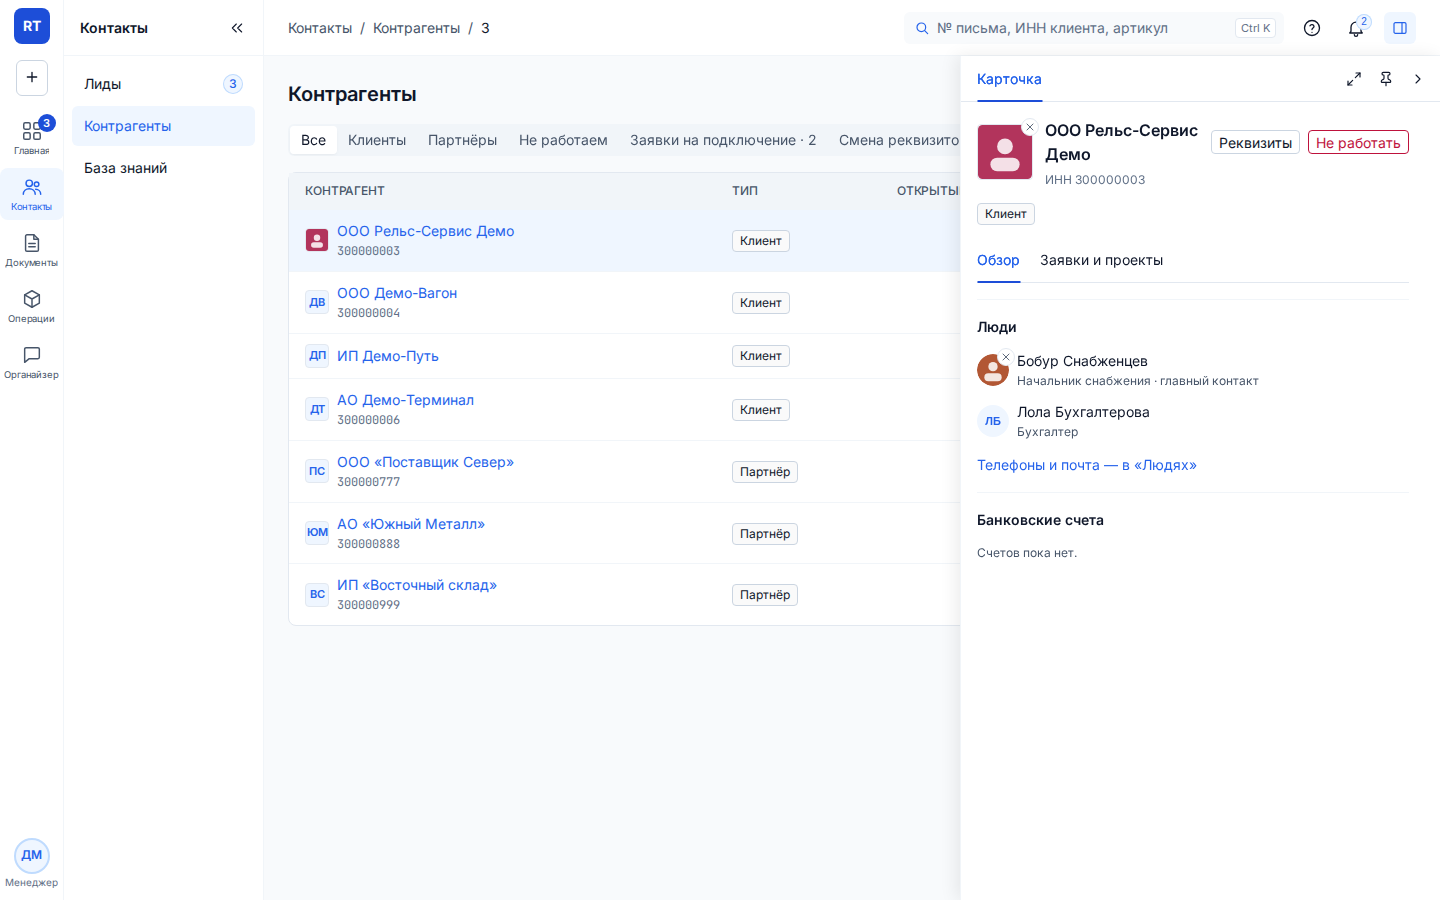 RT
3
Главная
Контакты
Документы
Операции
Органайзер
ДМ
Менеджер
Контакты
Лиды 3
Контрагенты
База знаний
Контакты / Контрагенты / 3
№ письма, ИНН клиента, артикул Ctrl K
2
Контрагенты
Все Клиенты Партнёры Не работаем Заявки на подключение · 2 Смена реквизито
КОНТРАГЕНТ ТИП ОТКРЫТЫ
ООО Рельс-Сервис Демо
300000003
Клиент
ДВ
ООО Демо-Вагон
300000004
Клиент
ДП
ИП Демо-Путь
Клиент
ДТ
АО Демо-Терминал
300000006
Клиент
ПС
ООО «Поставщик Север»
300000777
Партнёр
ЮМ
АО «Южный Металл»
300000888
Партнёр
ВС
ИП «Восточный склад»
300000999
Партнёр
Карточка
ООО Рельс-Сервис
Демо
ИНН 300000003
Реквизиты
Не работать
Клиент
Обзор Заявки и проекты
Люди
Бобур Снабженцев
Начальник снабжения · главный контакт
ЛБ
Лола Бухгалтерова
Бухгалтер
Телефоны и почта — в «Людях»
Банковские счета
Счетов пока нет.